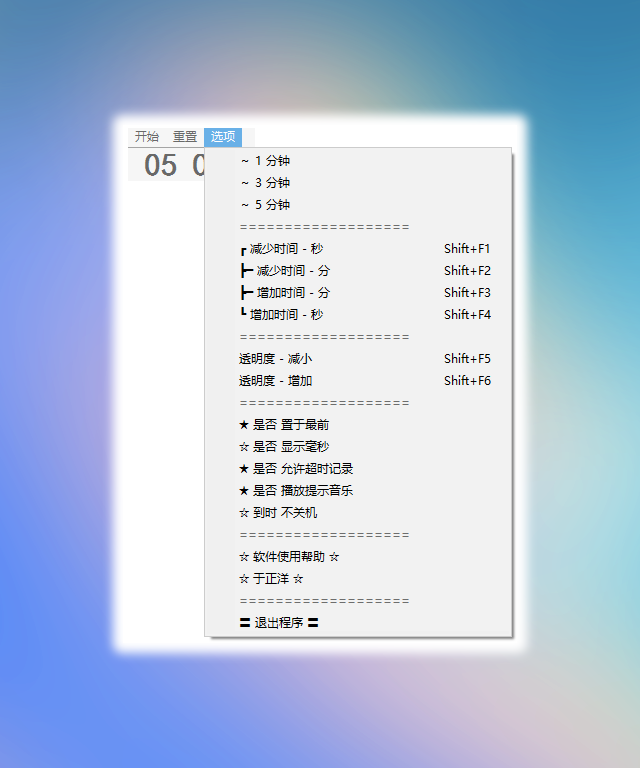 开始 重置 选项
05 0
~ 1 分钟
~ 3 分钟
~ 5 分钟
===================
┏ 减少时间 - 秒 Shift+F1
┣━ 减少时间 - 分 Shift+F2
┣━ 增加时间 - 分 Shift+F3
┗ 增加时间 - 秒 Shift+F4
===================
透明度 - 减小 Shift+F5
透明度 - 增加 Shift+F6
===================
★ 是否 置于最前
☆ 是否 显示毫秒
★ 是否 允许超时记录
★ 是否 播放提示音乐
☆ 到时 不关机
===================
☆ 软件使用帮助 ☆
☆ 于正洋 ☆
===================
〓 退出程序 〓